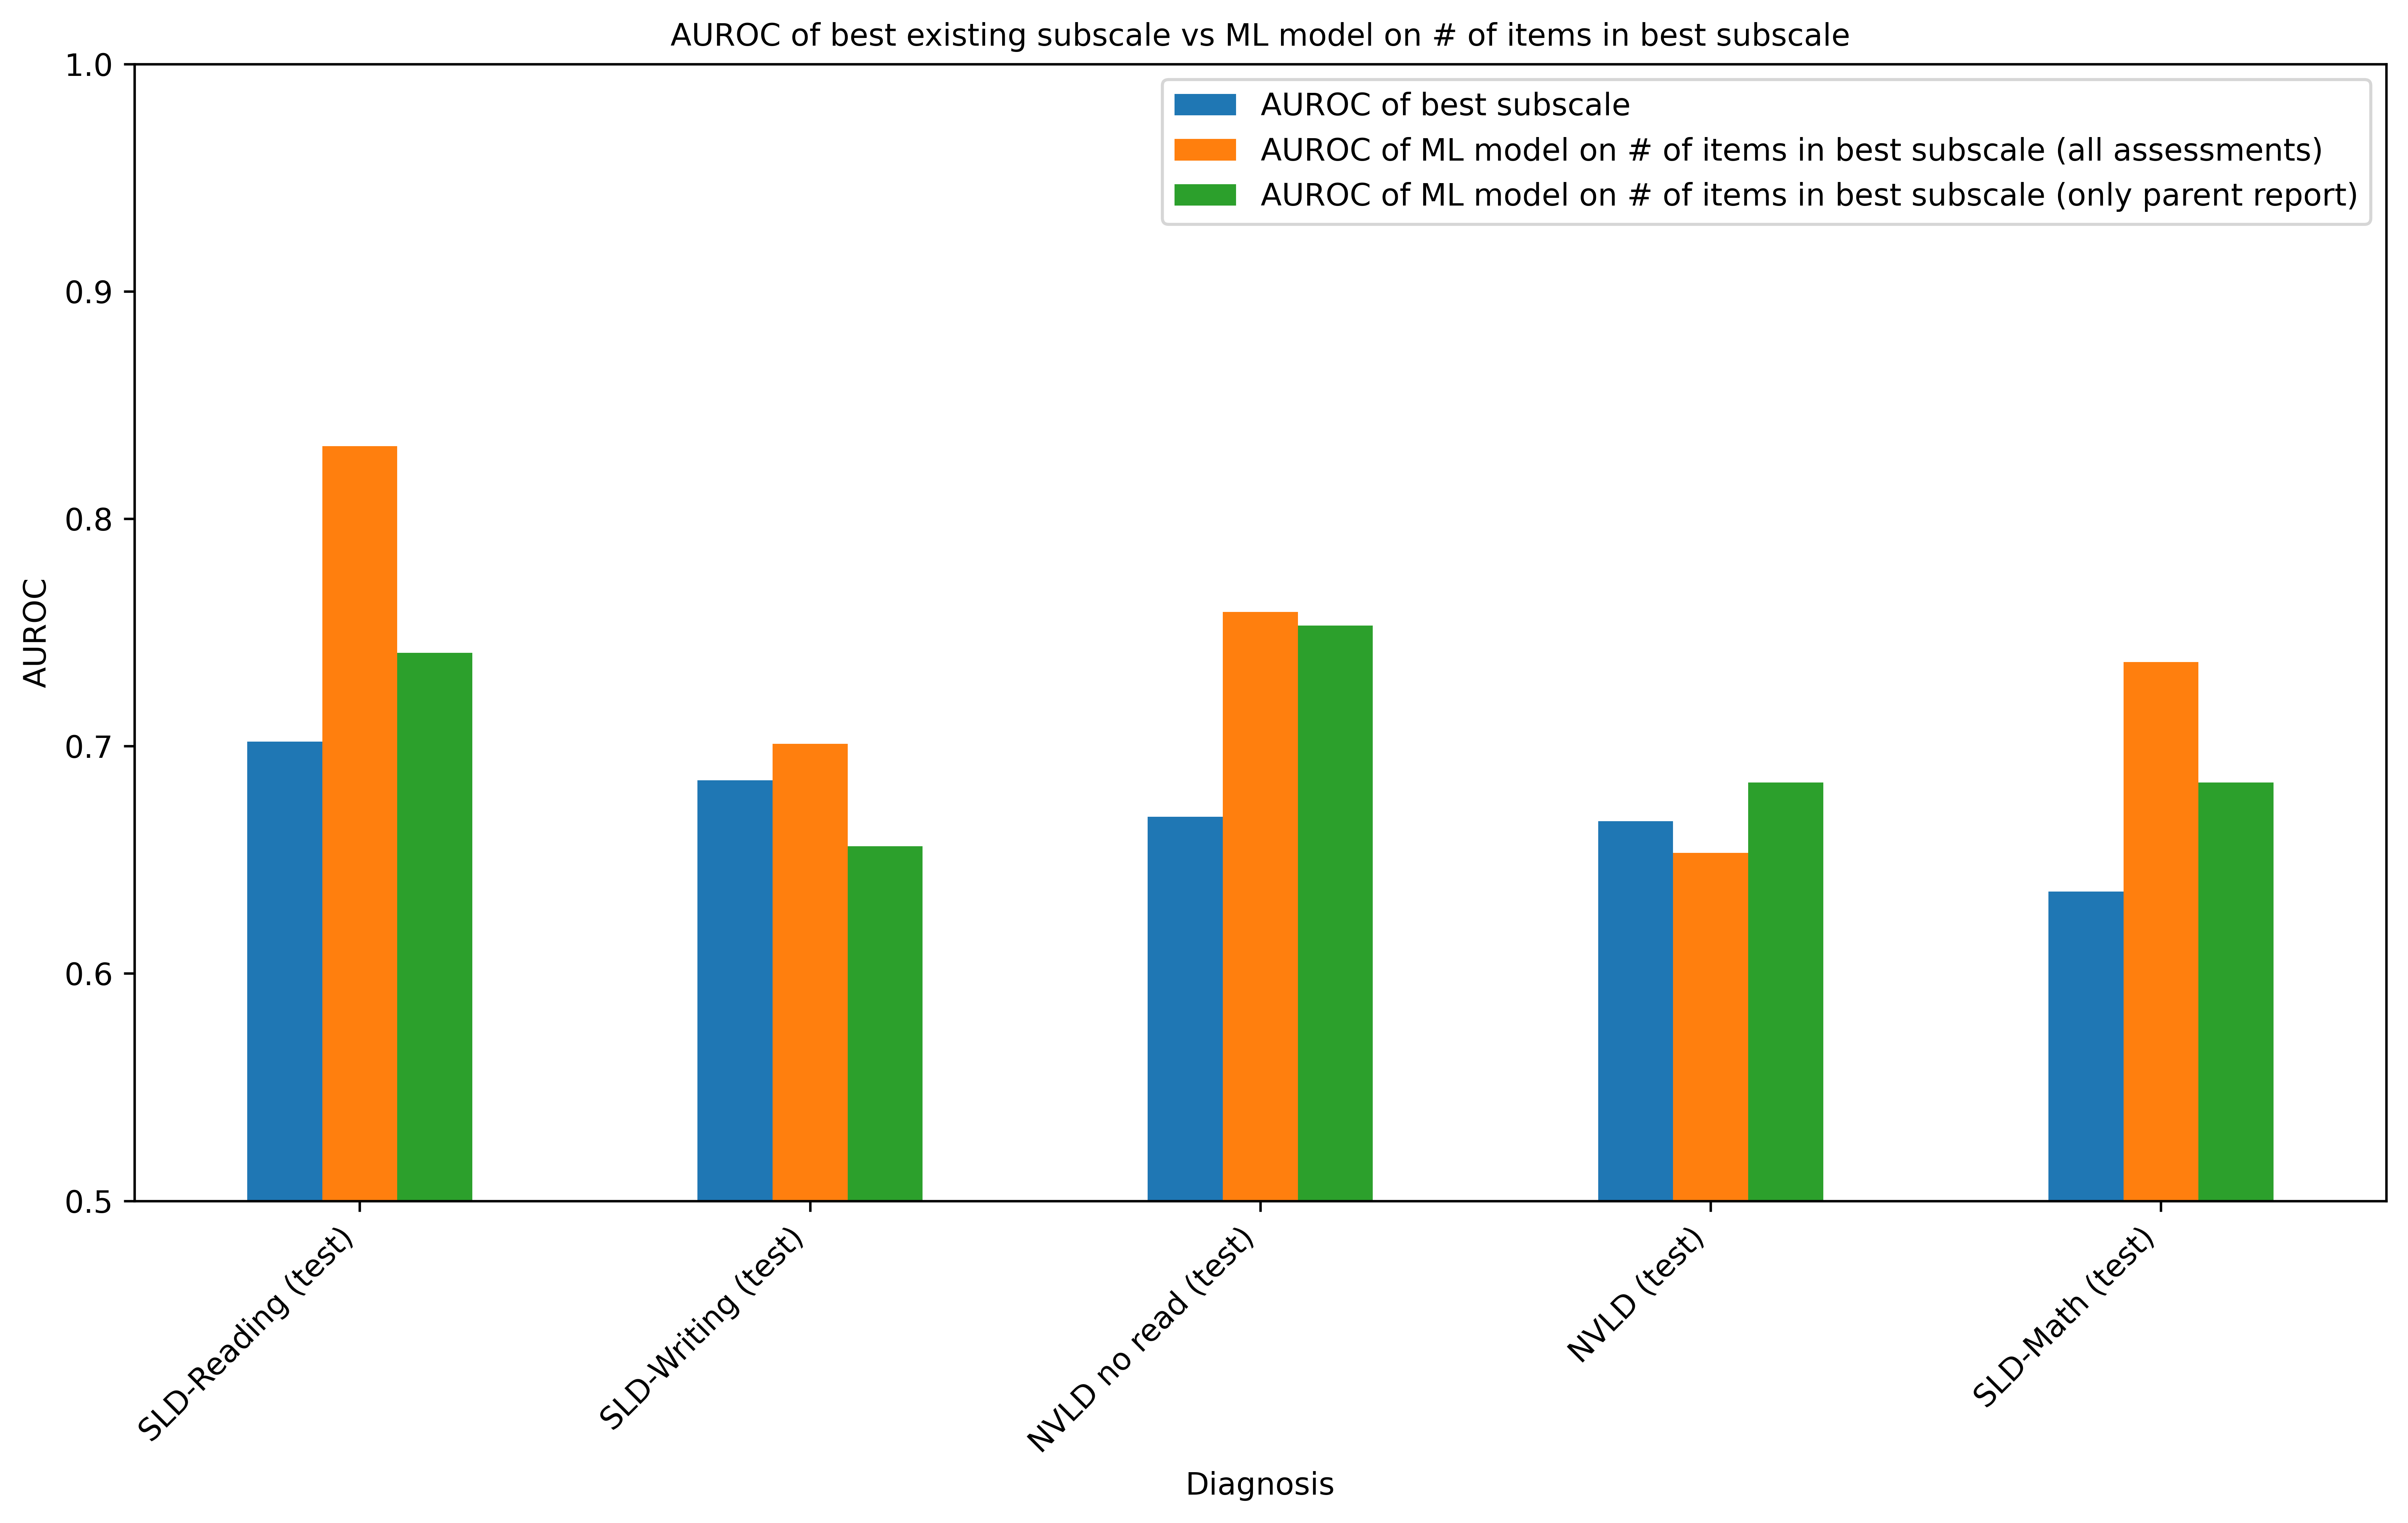 AUROC of best existing subscale vs ML model on # of items in best subscale
AUROC of best subscale
AUROC of ML model on # of items in best subscale (all assessments)
AUROC of ML model on # of items in best subscale (only parent report)
1.0
0.9
0.8
0.7
0.6
0.5
AUROC
SLD-Reading (test)
SLD-Writing (test)
NVLD no read (test)
NVLD (test)
SLD-Math (test)
Diagnosis